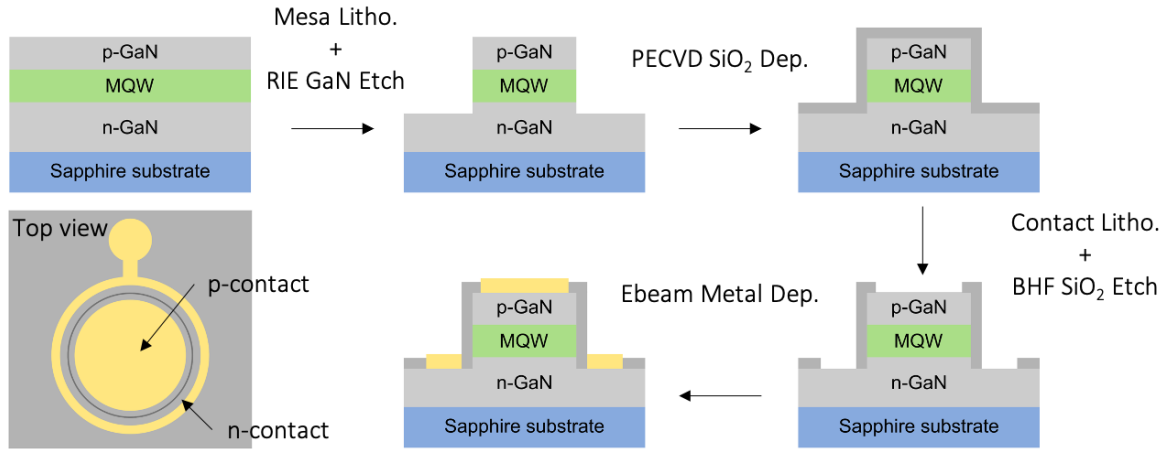 p-GaN
MQW
n-GaN
Sapphire substrate
Mesa Litho.
+
RIE GaN Etch
p-GaN
MQW
n-GaN
Sapphire substrate
PECVD SiO₂ Dep.
p-GaN
MQW
n-GaN
Sapphire substrate
Contact Litho.
+
BHF SiO₂ Etch
p-GaN
MQW
n-GaN
Sapphire substrate
Ebeam Metal Dep.
p-GaN
MQW
n-GaN
Sapphire substrate
Top view
p-contact
n-contact